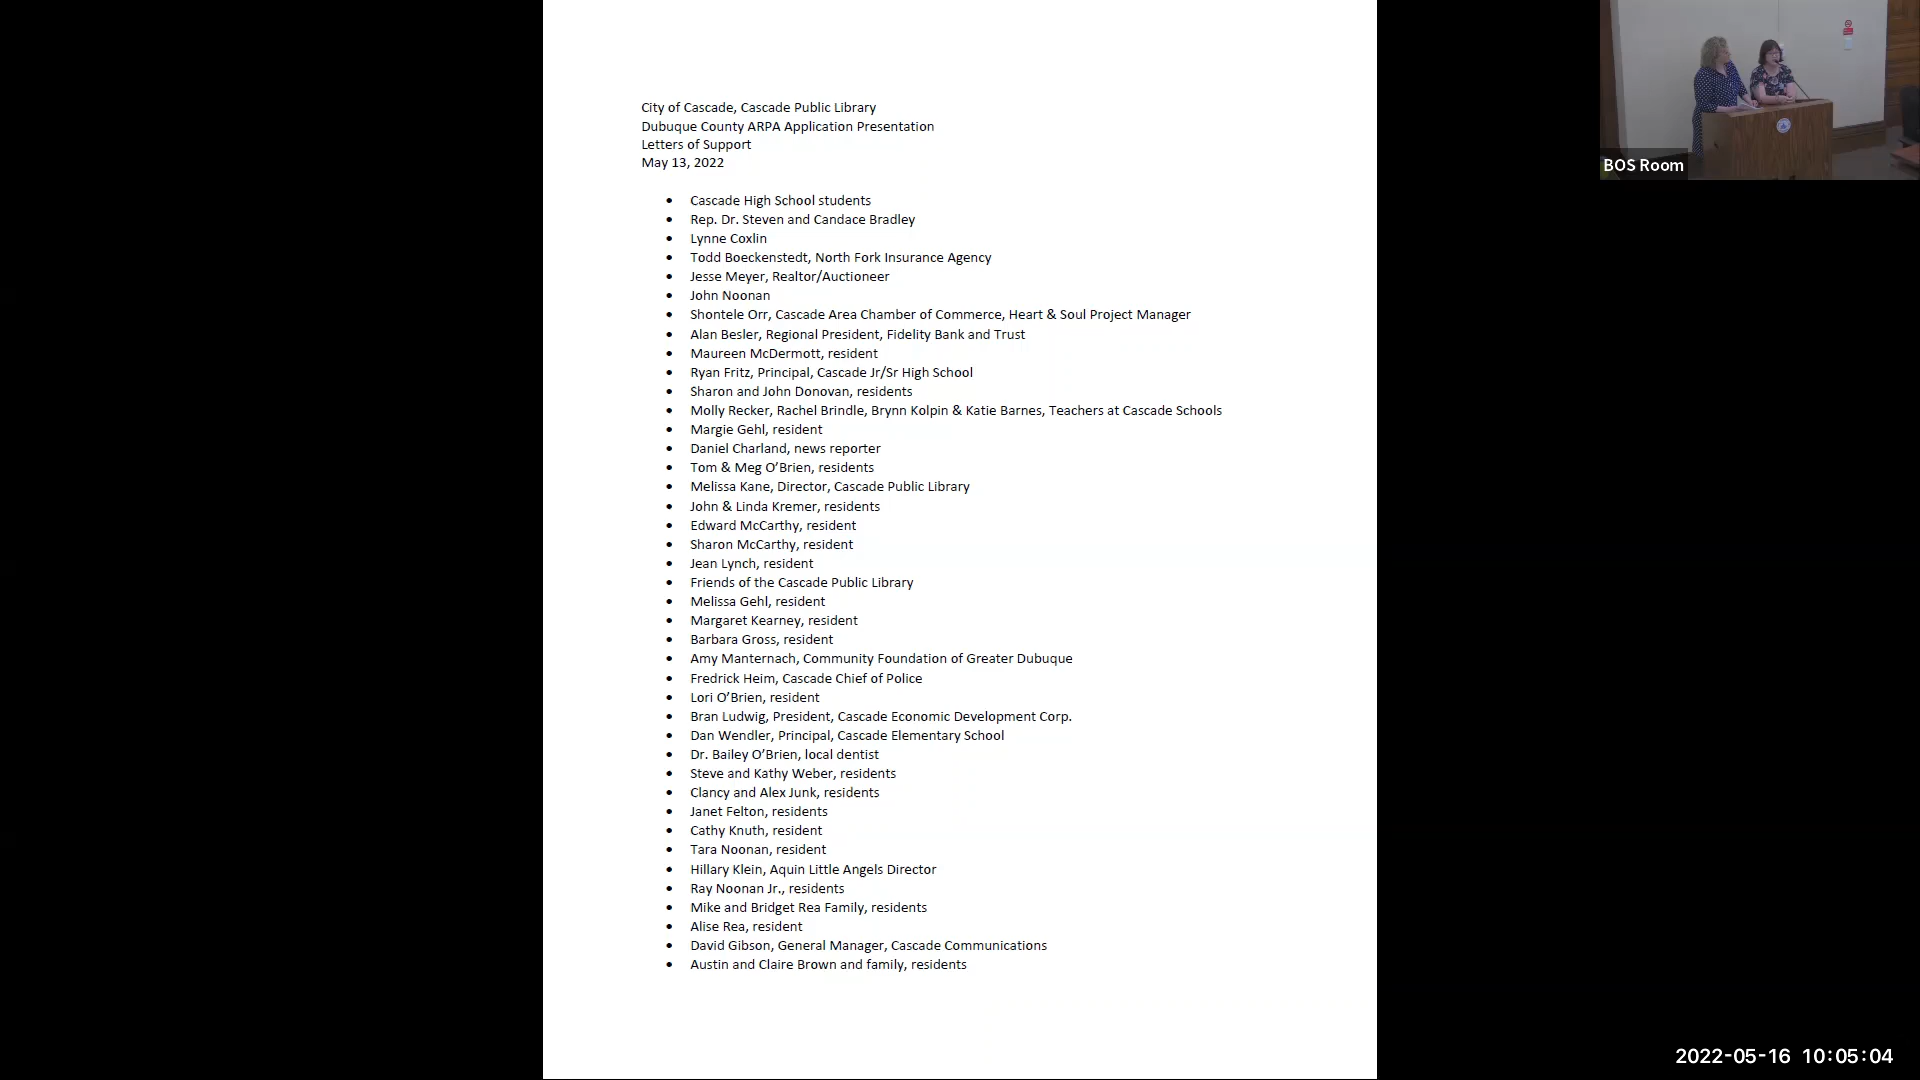 City of Cascade, Cascade Public Library
Dubuque County ARPA Application Presentation
Letters of Support
May 13, 2022
• Cascade High School students
• Rep. Dr. Steven and Candace Bradley
• Lynne Coxlin
• Todd Boeckenstedt, North Fork Insurance Agency
• Jesse Meyer, Realtor/Auctioneer
• John Noonan
• Shontele Orr, Cascade Area Chamber of Commerce, Heart & Soul Project Manager
• Alan Besler, Regional President, Fidelity Bank and Trust
• Maureen McDermott, resident
• Ryan Fritz, Principal, Cascade Jr/Sr High School
• Sharon and John Donovan, residents
• Molly Recker, Rachel Brindle, Brynn Kolpin & Katie Barnes, Teachers at Cascade Schools
• Margie Gehl, resident
• Daniel Charland, news reporter
• Tom & Meg O’Brien, residents
• Melissa Kane, Director, Cascade Public Library
• John & Linda Kremer, residents
• Edward McCarthy, resident
• Sharon McCarthy, resident
• Jean Lynch, resident
• Friends of the Cascade Public Library
• Melissa Gehl, resident
• Margaret Kearney, resident
• Barbara Gross, resident
• Amy Manternach, Community Foundation of Greater Dubuque
• Fredrick Heim, Cascade Chief of Police
• Lori O’Brien, resident
• Bran Ludwig, President, Cascade Economic Development Corp.
• Dan Wendler, Principal, Cascade Elementary School
• Dr. Bailey O’Brien, local dentist
• Steve and Kathy Weber, residents
• Clancy and Alex Junk, residents
• Janet Felton, residents
• Cathy Knuth, resident
• Tara Noonan, resident
• Hillary Klein, Aquin Little Angels Director
• Ray Noonan Jr., residents
• Mike and Bridget Rea Family, residents
• Alise Rea, resident
• David Gibson, General Manager, Cascade Communications
• Austin and Claire Brown and family, residents
BOS Room
2022-05-16 10:05:04